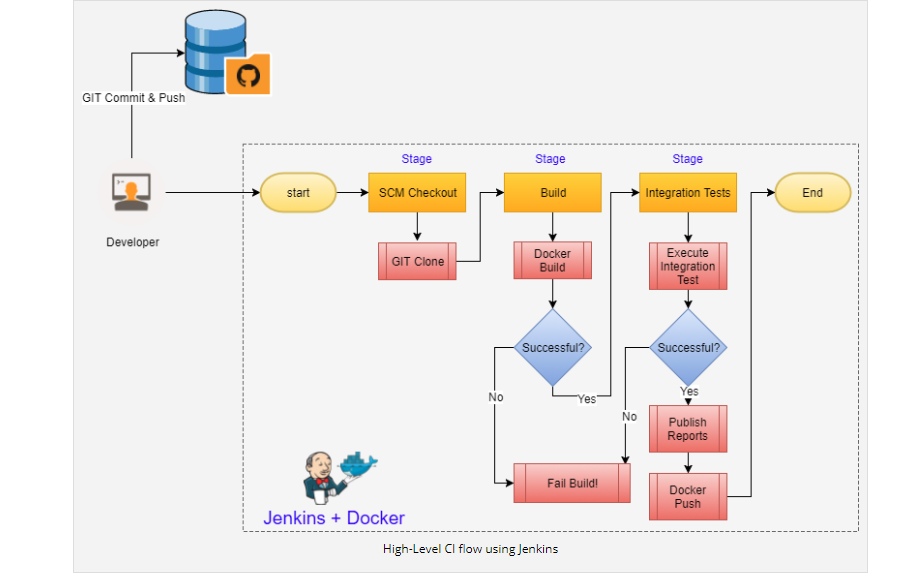 GIT Commit & Push
Developer
Stage
Stage
Stage
start
SCM Checkout
Build
Integration Tests
End
GIT Clone
Docker
Build
Execute
Integration
Test
Successful?
Successful?
No
Yes
Yes
No
Publish
Reports
Fail Build!
Docker
Push
Jenkins + Docker
High-Level CI flow using Jenkins